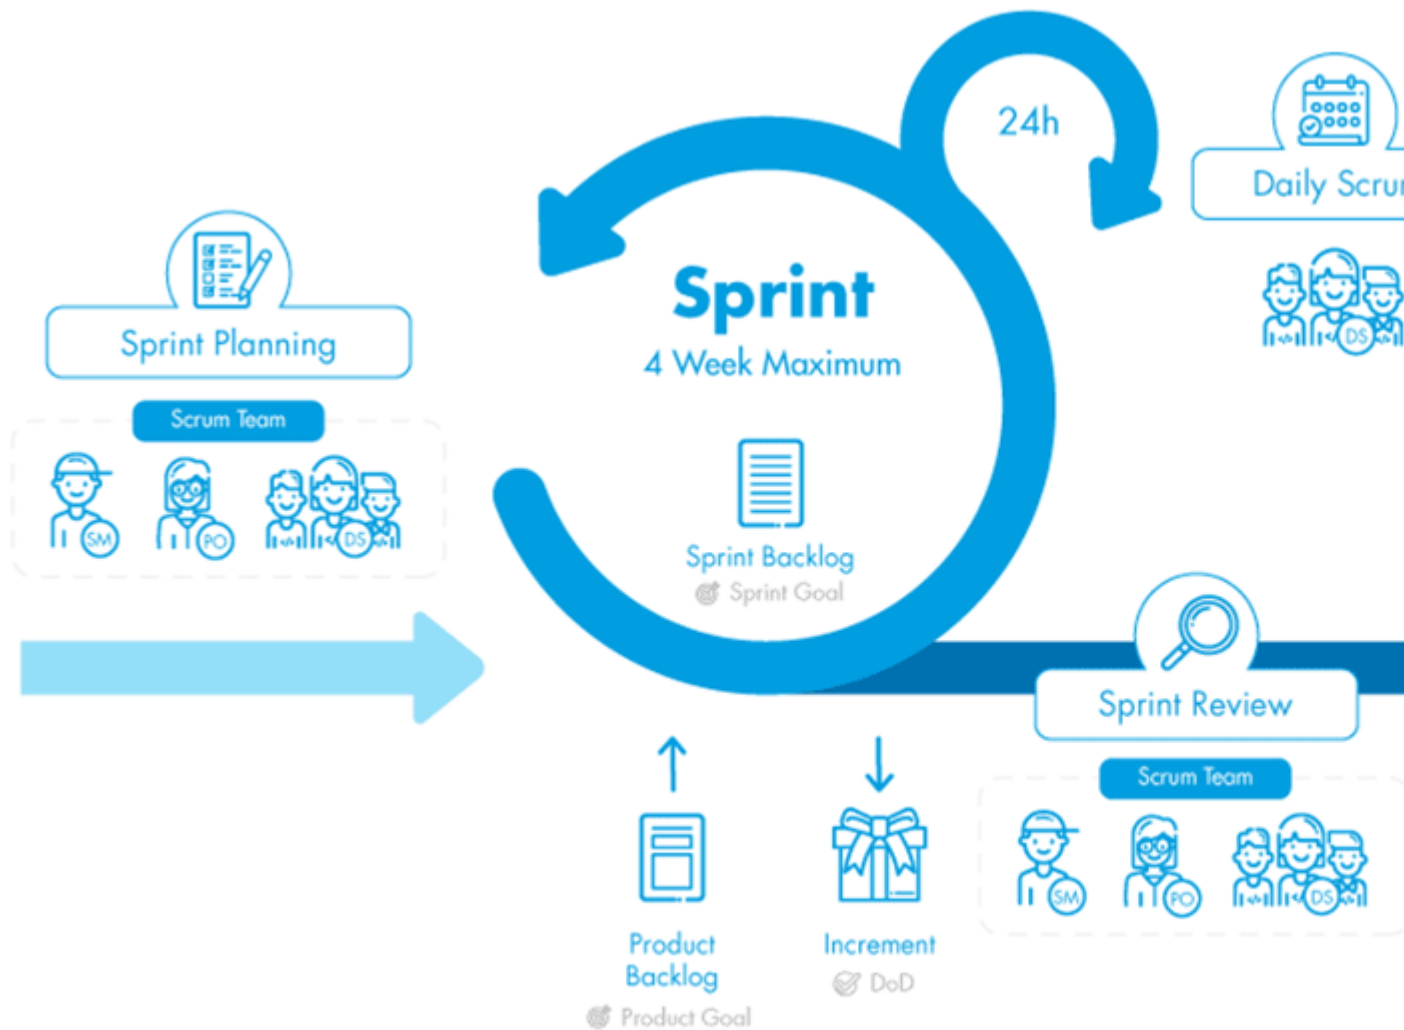 24h
Daily Scru
DS
Sprint Planning
Scrum Team
SM
PO
DS
Sprint
4 Week Maximum
Sprint Backlog
Sprint Goal
Sprint Review
Scrum Team
SM
PO
DS
Product
Backlog
Product Goal
Increment
DoD